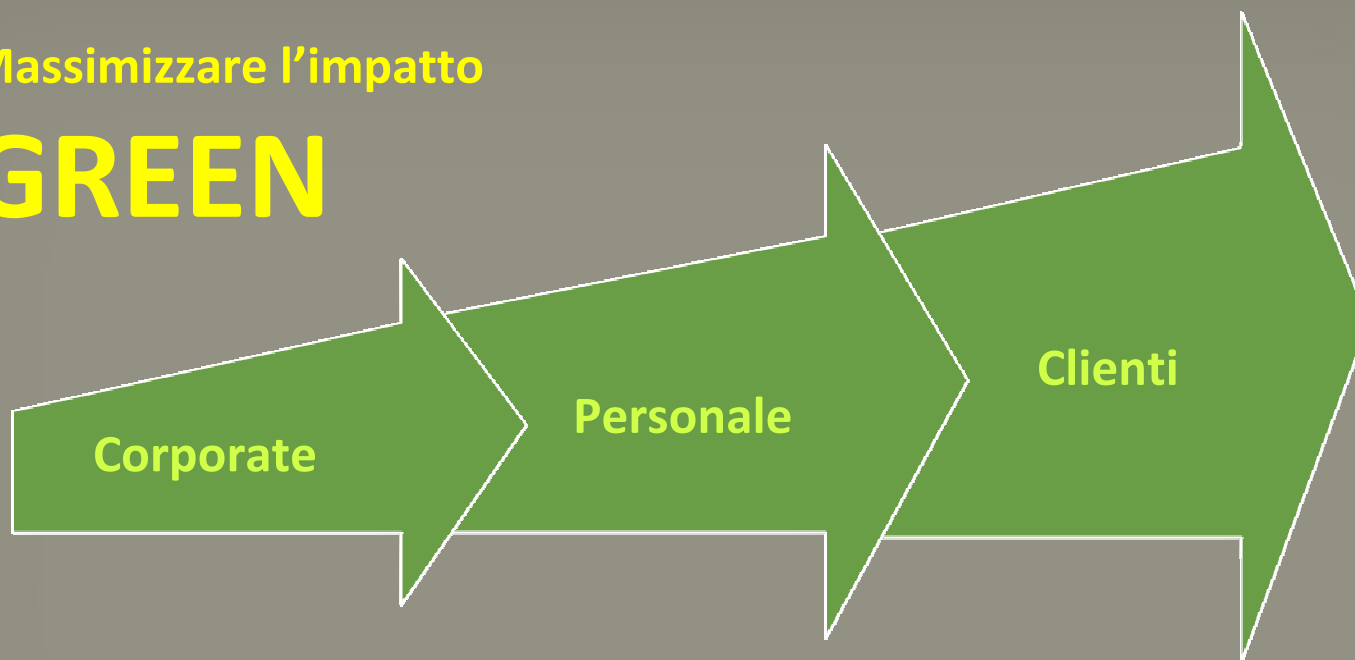 Massimizzare l'impatto
GREEN
Corporate
Personale
Clienti